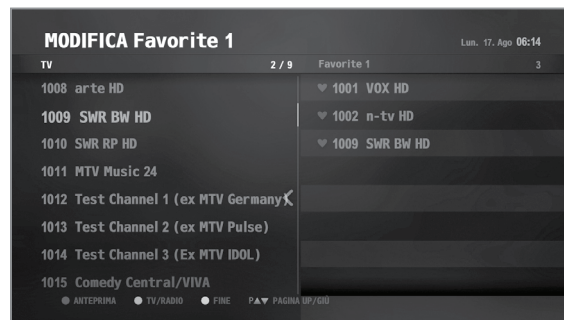 MODIFICA Favorite 1
Lun. 17. Ago 06:14
TV 2 / 9 Favorite 1 3
1008 arte HD
1009 SWR BW HD
1010 SWR RP HD
1011 MTV Music 24
1012 Test Channel 1 (ex MTV Germany)
1013 Test Channel 2 (ex MTV Pulse)
1014 Test Channel 3 (Ex MTV IDOL)
1015 Comedy Central/VIVA
1001 VOX HD
1002 n-tv HD
1009 SWR BW HD
ANTEPRIMA TV/RADIO FINE P▲▼ PAGINA UP/GIÙ